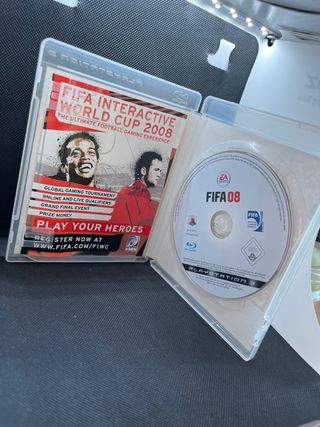 FIFA INTERACTIVE
WORLD CUP 2008
THE ULTIMATE FOOTBALL GAMING EXPERIENCE
GLOBAL GAMING TOURNAMENT
ONLINE AND LIVE QUALIFIERS
GRAND FINAL EVENT
PRIZE MONEY
PLAY YOUR HEROES
REGISTER NOW AT
WWW.FIFA.COM/FIWC
EA
FIFA 08
PLAYSTATION 3